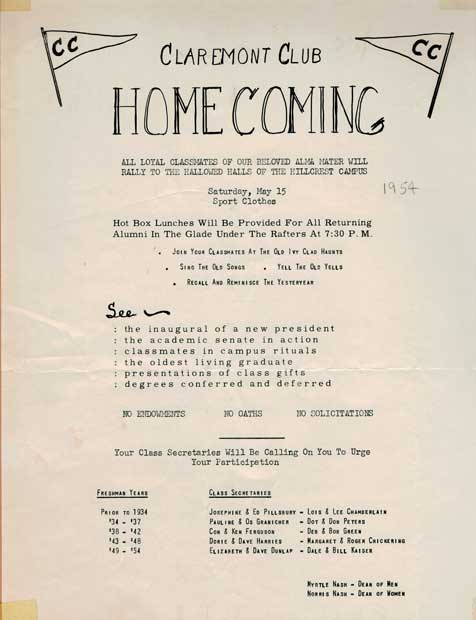 CC CC
CLAREMONT CLUB
HOMECOMING
ALL LOYAL CLASSMATES OF OUR BELOVED ALMA MATER WILL
RALLY TO THE HALLOWED HALLS OF THE HILLCREST CAMPUS
1954
Saturday, May 15
Sport Clothes
Hot Box Lunches Will Be Provided For All Returning
Alumni In The Glade Under The Rafters At 7:30 P.M.
. JOIN YOUR CLASSMATES AT THE OLD IVY CLAD HAUNTS
. SING THE OLD SONGS . YELL THE OLD YELLS
. RECALL AND REMINISCE THE YESTERYEAR
See
: the inaugural of a new president
: the academic senate in action
: classmates in campus rituals
: the oldest living graduate
: presentations of class gifts
: degrees conferred and deferred
NO ENDOWMENTS NO OATHS NO SOLICITATIONS
Your Class Secretaries Will Be Calling On You To Urge
Your Participation
FRESHMAN YEARS CLASS SECRETARIES
PRIOR TO 1934 JOSEPHINE & ED PILLSBURY - LOIS & LEE CHAMBERLAIN
'34 - '37 PAULINE & OS GRANICHER - DOT & DON PETERS
'38 - '42 CON & KEN FERGUSON - DEB & BOB GREEN
'43 - '48 DORIE & DAVE HARRIES - MARGARET & ROGER CHICKERING
'49 - '54 ELIZABETH & DAVE DUNLAP - DALE & BILL KAISER
MYRTLE NASH - DEAN OF MEN
NORRIS NASH - DEAN OF WOMEN